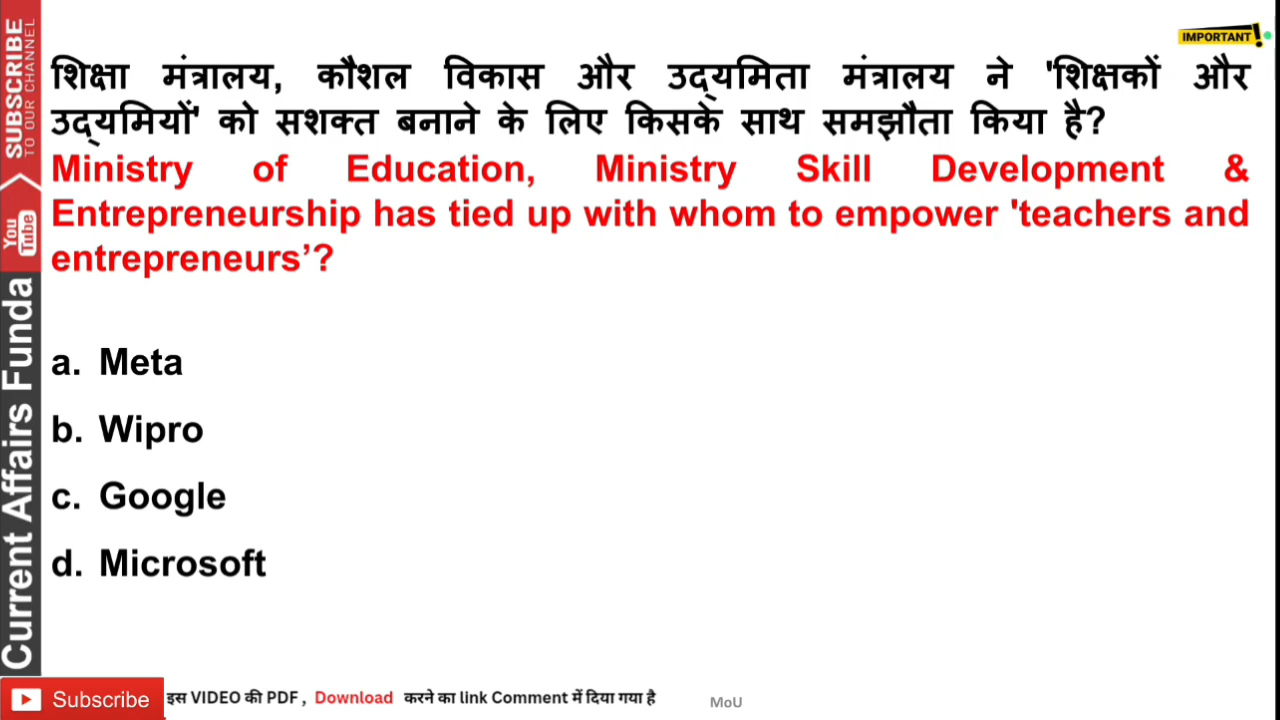 IMPORTANT!
शिक्षा मंत्रालय, कौशल विकास और उद्यमिता मंत्रालय ने 'शिक्षकों और
उद्यमियों' को सशक्त बनाने के लिए किसके साथ समझौता किया है?
Ministry of Education, Ministry Skill Development &
Entrepreneurship has tied up with whom to empower 'teachers and
entrepreneurs’?
a. Meta
b. Wipro
c. Google
d. Microsoft
SUBSCRIBE
TO OUR CHANNEL
You
Tube
Current Affairs Funda
Subscribe
इस VIDEO की PDF , Download करने का link Comment में दिया गया है
MoU